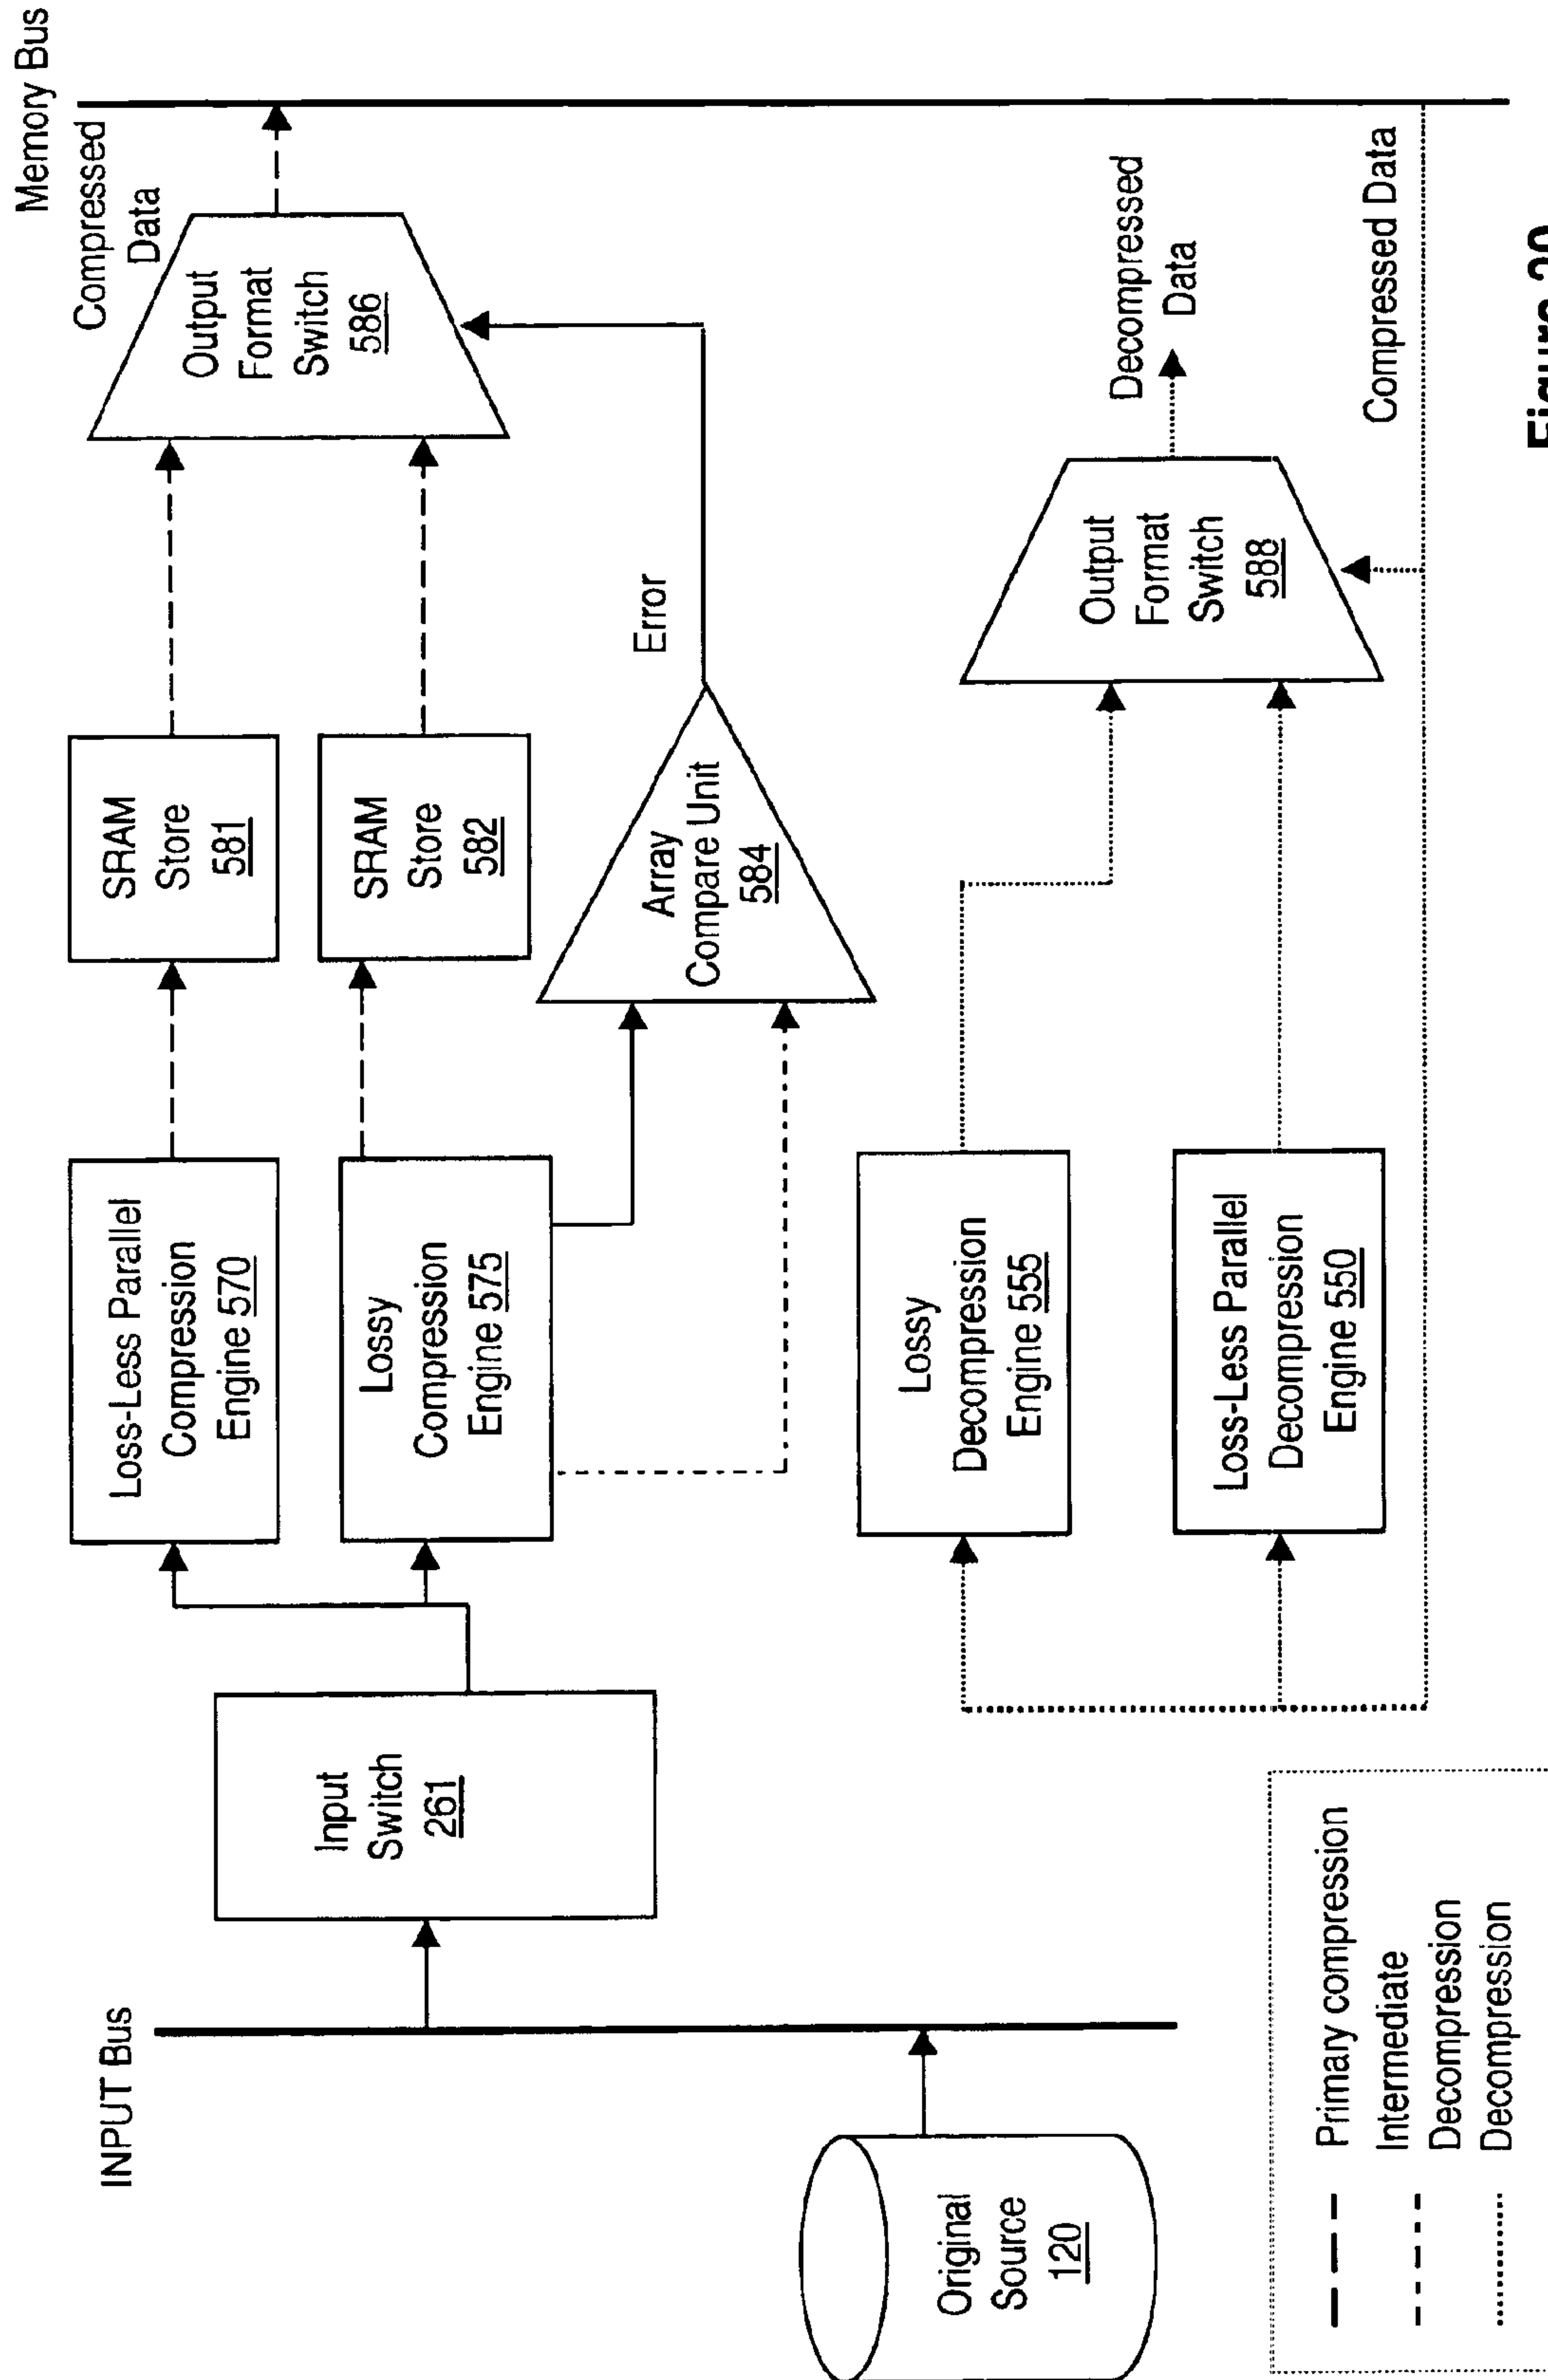 INPUT Bus
Memory Bus
Original
Source
120
Input
Switch
261
Loss-Less Parallel
Compression
Engine 570
Lossy
Compression
Engine 575
SRAM
Store
581
SRAM
Store
582
Array
Compare Unit
584
Error
Output
Format
Switch
586
Compressed
Data
Lossy
Decompression
Engine 555
Loss-Less Parallel
Decompression
Engine 550
Output
Format
Switch
588
Decompressed
Data
Compressed Data
Primary compression
Intermediate
Decompression
Decompression
Figure